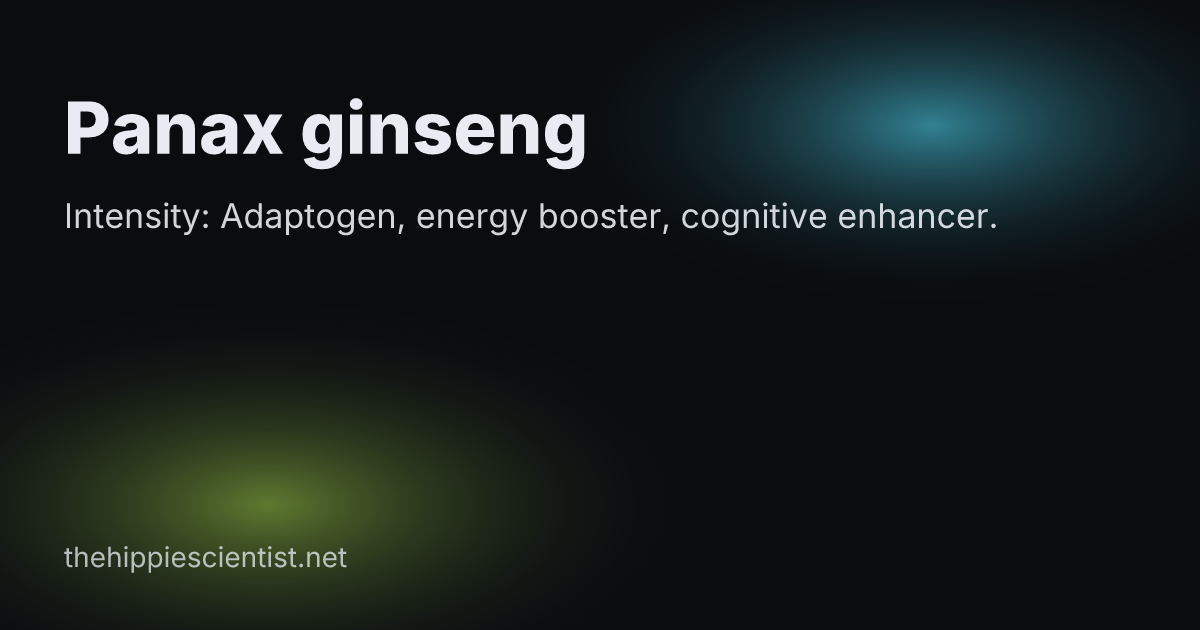 Panax ginseng
Intensity: Adaptogen, energy booster, cognitive enhancer.
thehippiescientist.net